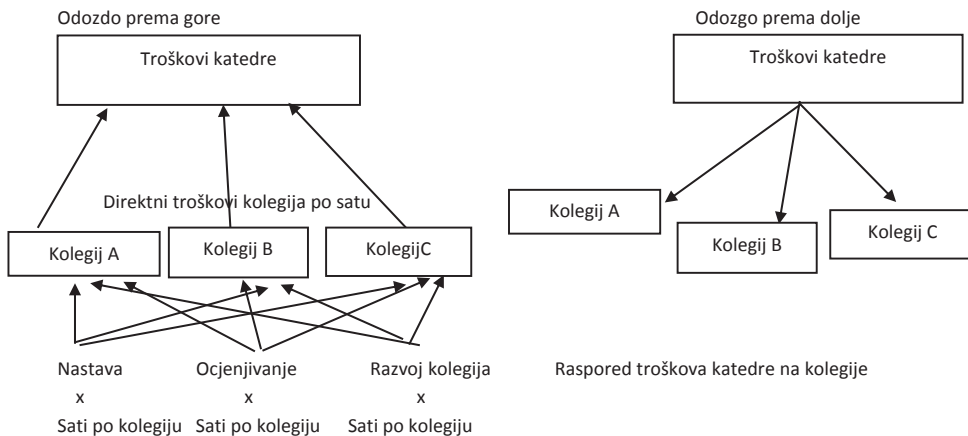 Odozdo prema gore
Troškovi katedre
Direktni troškovi kolegija po satu
Kolegij A
Kolegij B
KolegijC
Nastava
Ocjenjivanje
Razvoj kolegija
x
x
x
Sati po kolegiju
Sati po kolegiju
Sati po kolegiju
Odozgo prema dolje
Troškovi katedre
Kolegij A
Kolegij B
Kolegij C
Raspored troškova katedre na kolegije